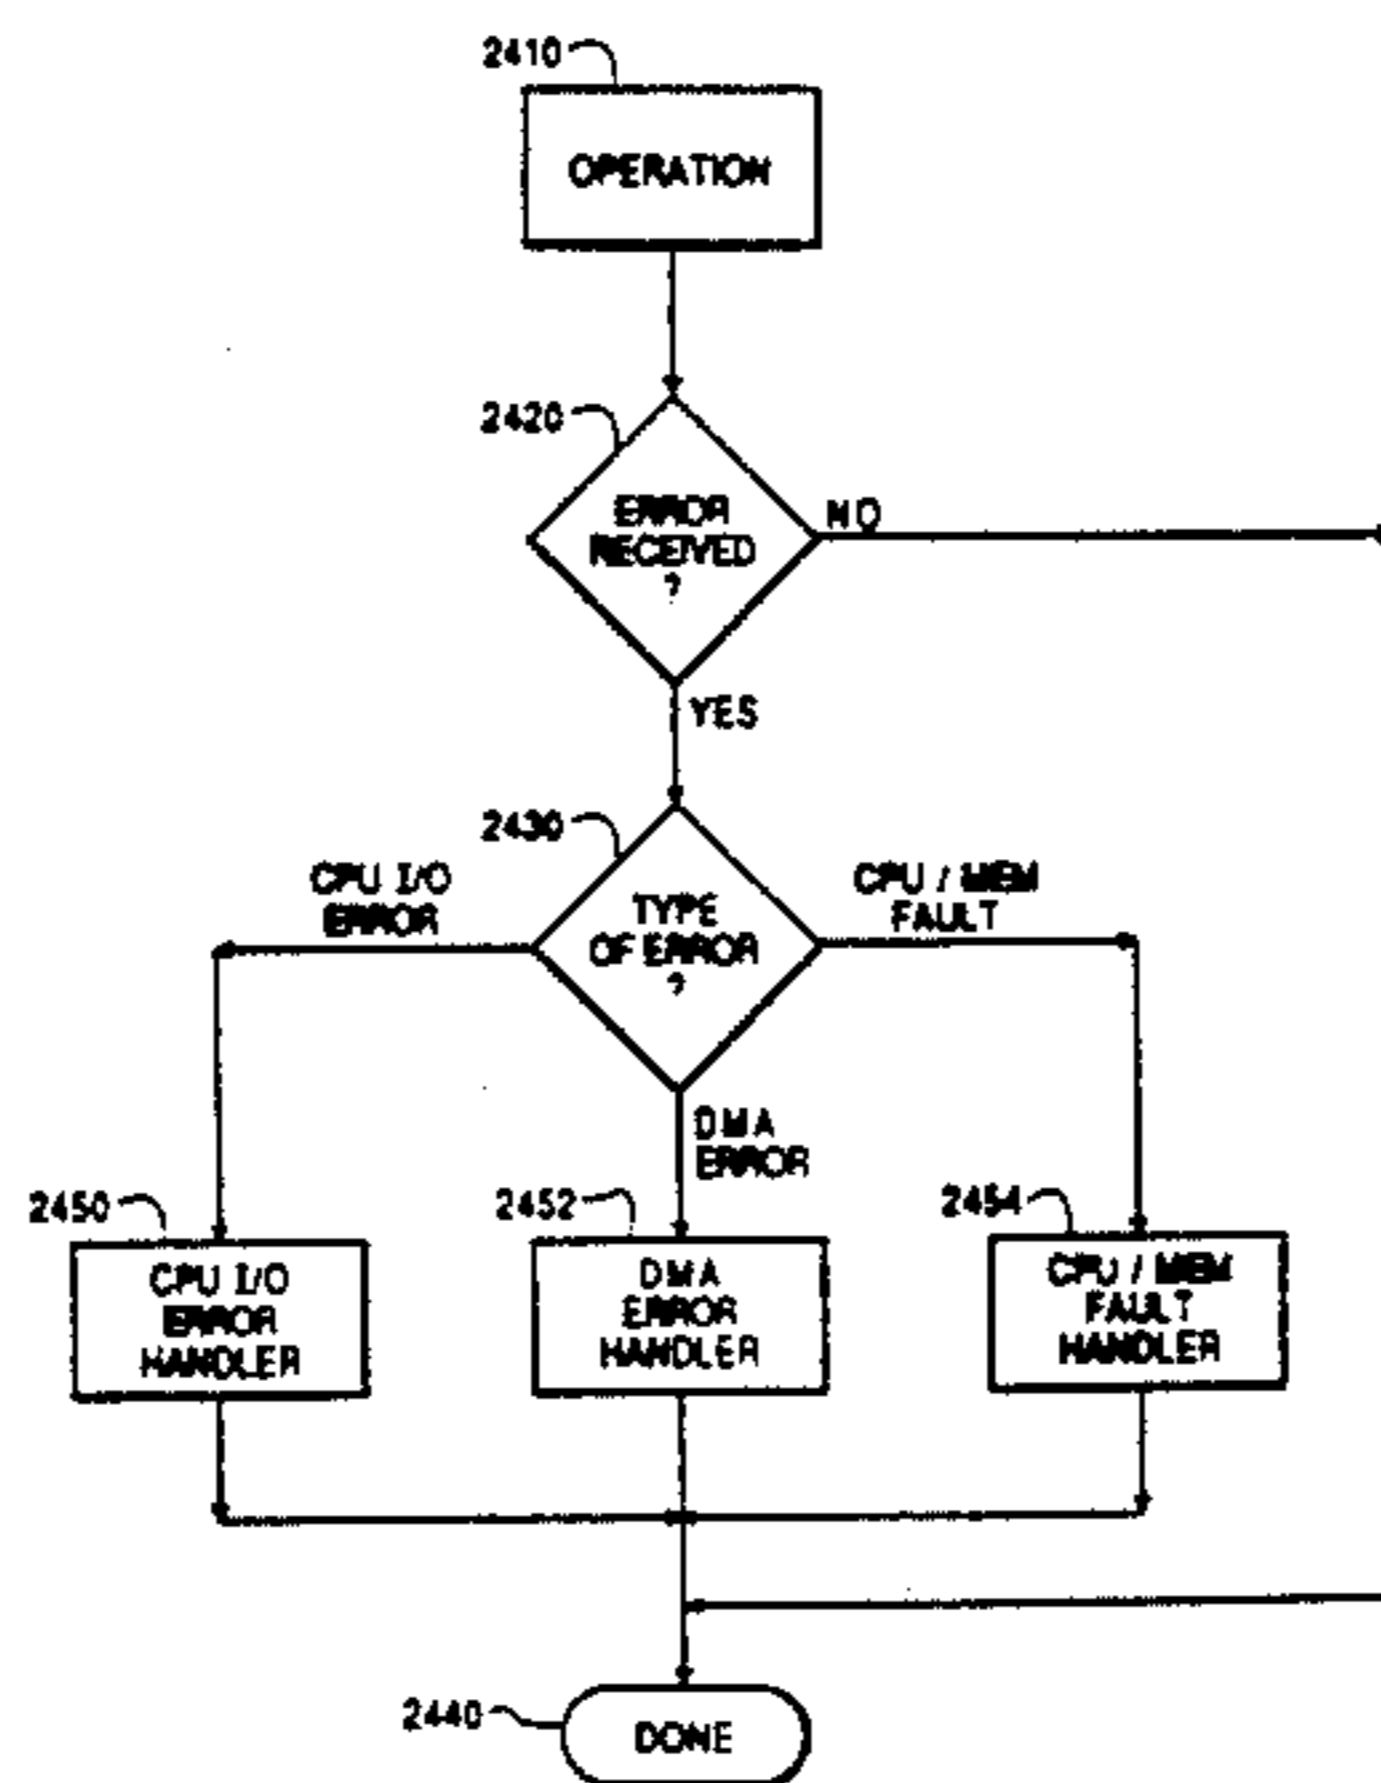 2410
OPERATION
2420
ERROR
RECEIVED
?
NO
YES
2430
CPU I/O
ERROR
TYPE
OF ERROR
?
CPU / MEM
FAULT
DMA
ERROR
2450
CPU I/O
ERROR
HANDLER
2452
DMA
ERROR
HANDLER
2454
CPU / MEM
FAULT
HANDLER
2440
DONE